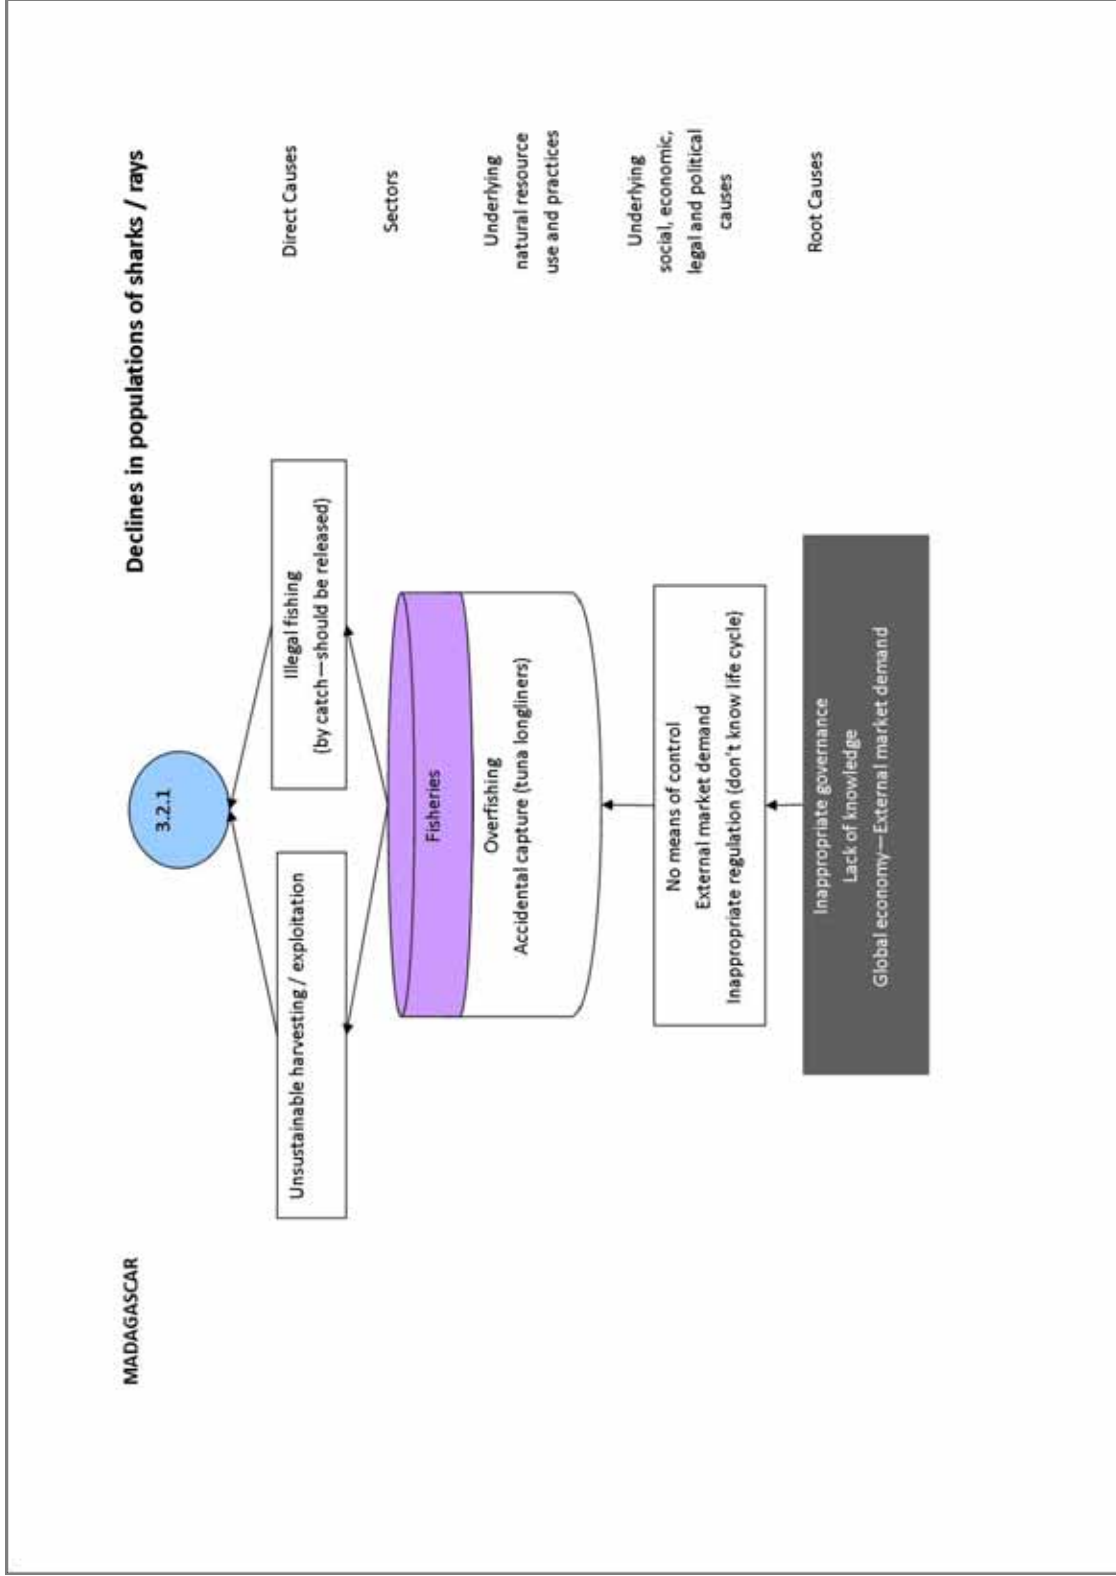 MADAGASCAR
Declines in populations of sharks / rays
3.2.1
Unsustainable harvesting / exploitation
Illegal fishing
(by catch—should be released)
Direct Causes
Fisheries
Sectors
Overfishing
Accidental capture (tuna longliners)
Underlying
natural resource
use and practices
No means of control
External market demand
Inappropriate regulation (don't know life cycle)
Underlying
social, economic,
legal and political
causes
Inappropriate governance
Lack of knowledge
Global economy—External market demand
Root Causes